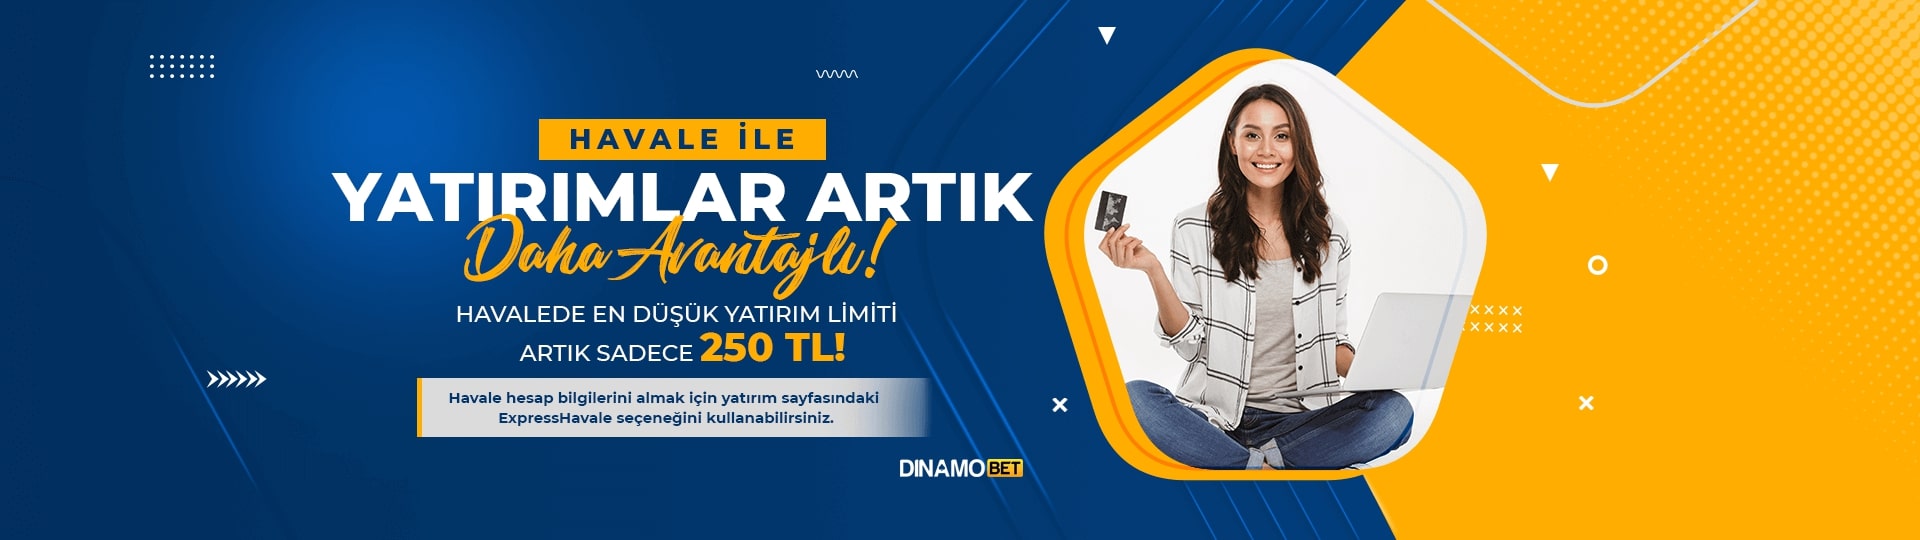 HAVALE İLE
YATIRIMLAR ARTIK
Daha Avantajlı!
HAVALEDE EN DÜŞÜK YATIRIM LİMİTİ
ARTIK SADECE 250 TL!
Havale hesap bilgilerini almak için yatırım sayfasındaki
ExpressHavale seçeneğini kullanabilirsiniz.
DINAMOBET